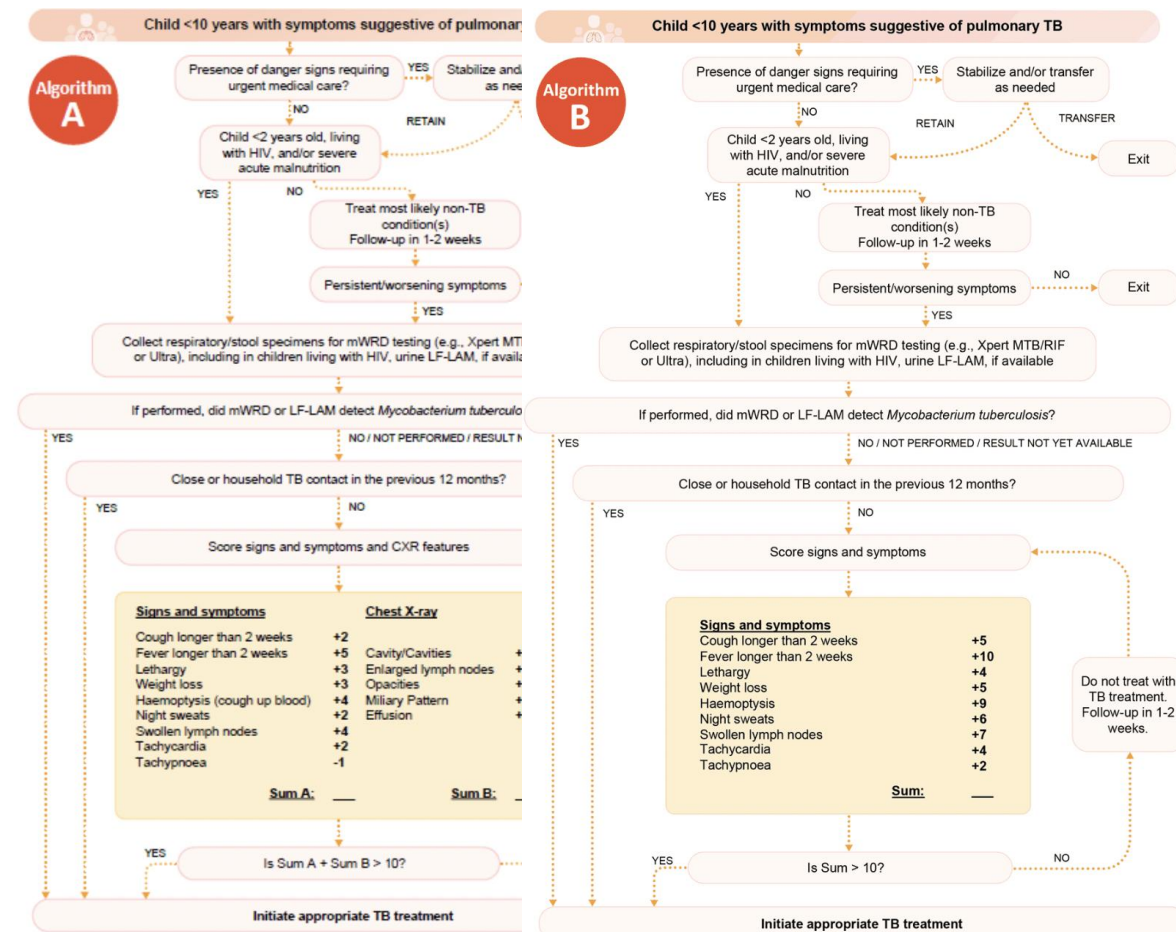 Child <10 years with symptoms suggestive of pulmonary
Algorithm
A
Presence of danger signs requiring
urgent medical care?
YES
Stabilize and/
as
NO
RETAIN
Child <2 years old, living
with HIV, and/or severe
acute malnutrition
YES
NO
Treat most likely non-TB
condition(s)
Follow-up in 1-2 weeks
Persistent/worsening symptoms
YES
Collect respiratory/stool specimens for mWRD testing (e.g., Xpert
or Ultra), including in children living with HIV, urine LF-LAM, if
If performed, did mWRD or LF-LAM detect Mycobacterium
YES
NO / NOT PERFORMED / RESULT
Close or household TB contact in the previous 12 months?
YES
NO
Score signs and symptoms and CXR features
Signs and symptoms
Chest X-ray
Cough longer than 2 weeks +2
Fever longer than 2 weeks +5 Cavity/Cavities +
Lethargy +3 Enlarged lymph nodes +
Weight loss +3 Opacities +
Haemoptysis (cough up blood) +4 Miliary Pattern +
Night sweats +2 Effusion +
Swollen lymph nodes +4
Tachycardia +2
Tachypnoea -1
Sum A: ___ Sum B:
YES
Is Sum A + Sum B > 10?
Initiate appropriate TB treatment
Child <10 years with symptoms suggestive of pulmonary TB
Algorithm
B
Presence of danger signs requiring
urgent medical care?
YES
Stabilize and/or transfer
as needed
NO
RETAIN
TRANSFER
Child <2 years old, living
with HIV, and/or severe
acute malnutrition
Exit
YES
NO
Treat most likely non-TB
condition(s)
Follow-up in 1-2 weeks
Persistent/worsening symptoms
NO
Exit
YES
Collect respiratory/stool specimens for mWRD testing (e.g., Xpert MTB/RIF
or Ultra), including in children living with HIV, urine LF-LAM, if available
If performed, did mWRD or LF-LAM detect Mycobacterium tuberculosis?
YES
NO / NOT PERFORMED / RESULT NOT YET AVAILABLE
Close or household TB contact in the previous 12 months?
YES
NO
Score signs and symptoms
Signs and symptoms
Cough longer than 2 weeks +5
Fever longer than 2 weeks +10
Lethargy +4
Weight loss +5
Haemoptysis +9
Night sweats +6
Swollen lymph nodes +7
Tachycardia +4
Tachypnoea +2
Sum: ___
Do not treat with
TB treatment.
Follow-up in 1-2
weeks.
YES
Is Sum > 10?
NO
Initiate appropriate TB treatment